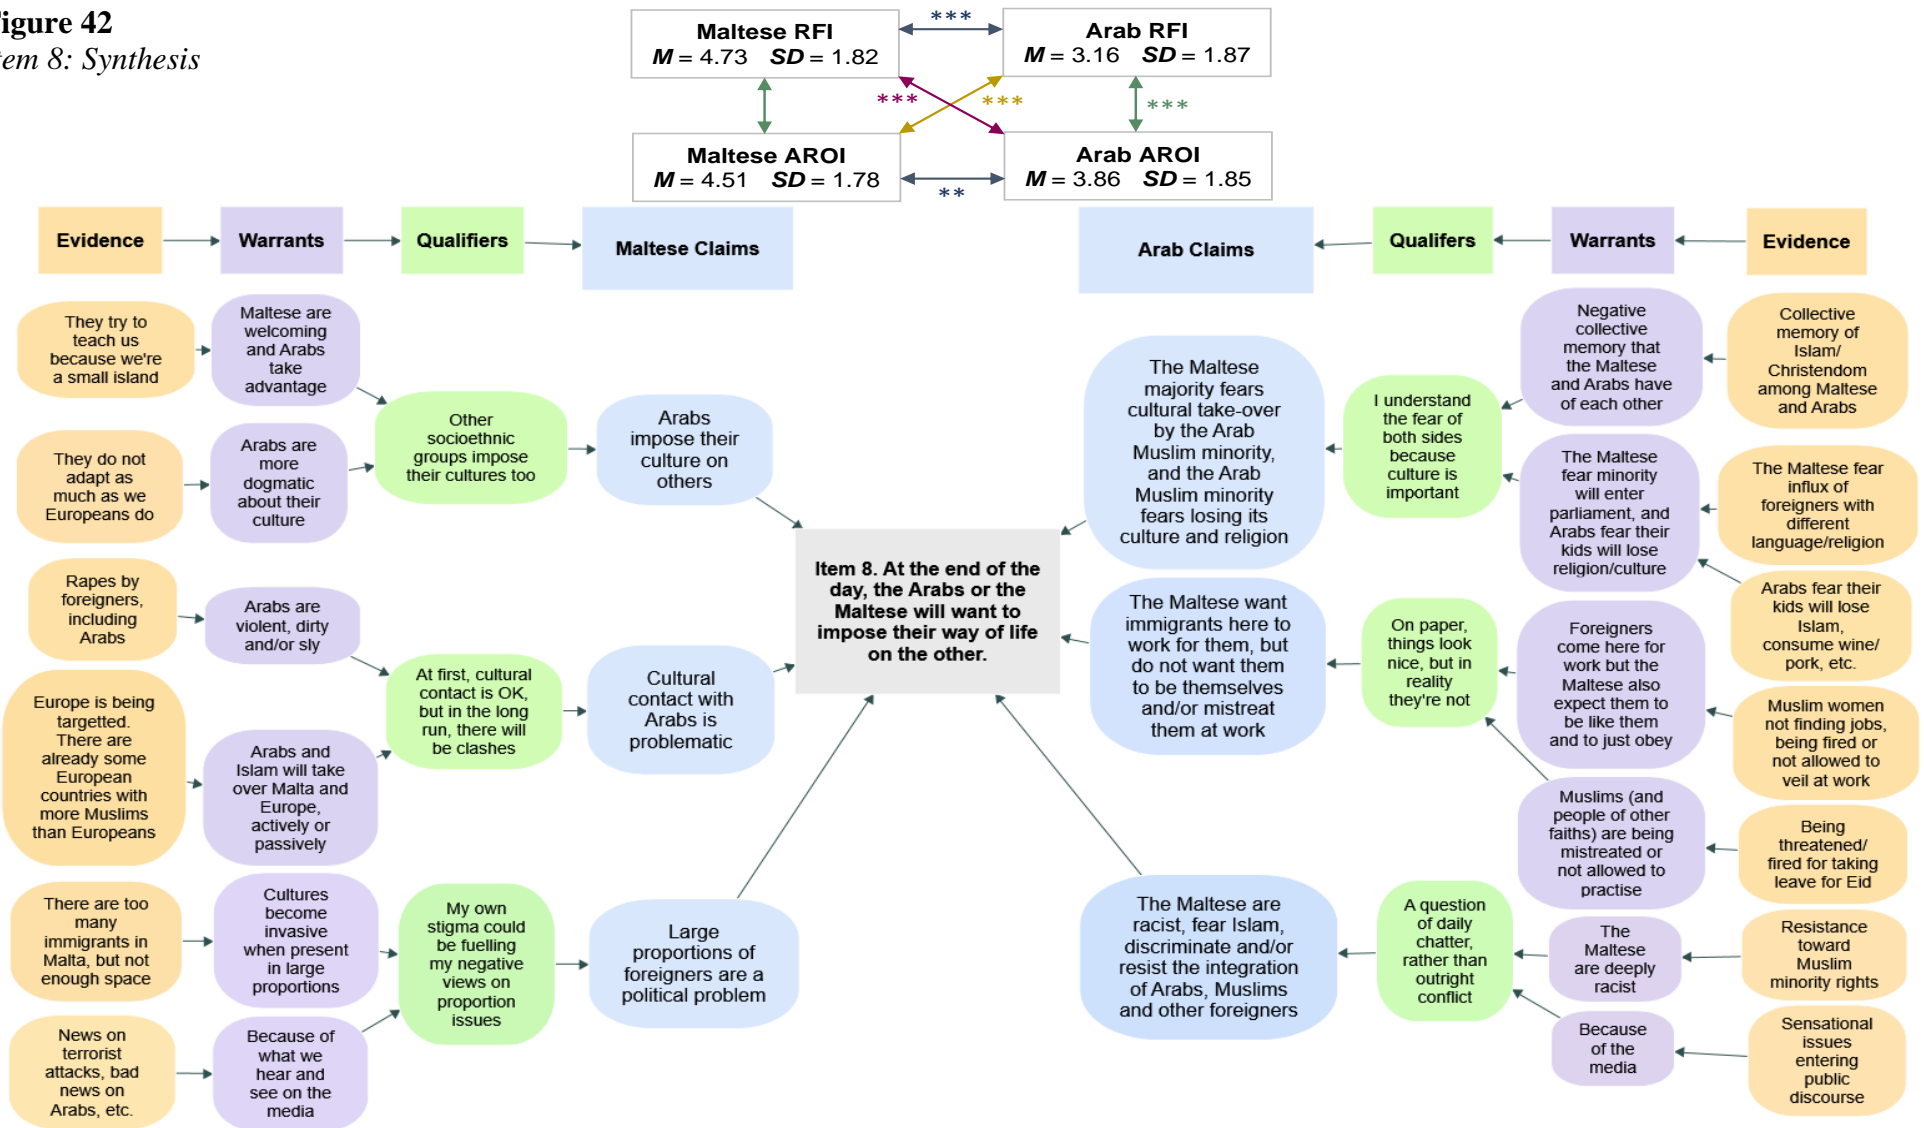 igure 42
tem 8: Synthesis
Maltese RFI
M = 4.73 SD = 1.82
***
Arab RFI
M = 3.16 SD = 1.87
***
***
***
Maltese AROI
M = 4.51 SD = 1.78
**
Arab AROI
M = 3.86 SD = 1.85
Evidence
Warrants
Qualifiers
Maltese Claims
Arab Claims
Qualifers
Warrants
Evidence
They try to
teach us
because we're
a small island
Maltese are
welcoming
and Arabs
take
advantage
They do not
adapt as
much as we
Europeans do
Arabs are
more
dogmatic
about their
culture
Other
socioethnic
groups impose
their cultures too
Arabs
impose their
culture on
others
Rapes by
foreigners,
including
Arabs
Arabs are
violent, dirty
and/or sly
Europe is being
targetted.
There are
already some
European
countries with
more Muslims
than Europeans
Arabs and
Islam will take
over Malta and
Europe,
actively or
passively
At first, cultural
contact is OK,
but in the long
run, there will
be clashes
Cultural
contact with
Arabs is
problematic
There are too
many
immigrants in
Malta, but not
enough space
Cultures
become
invasive
when present
in large
proportions
News on
terrorist
attacks, bad
news on
Arabs, etc.
Because of
what we
hear and
see on the
media
My own
stigma could
be fuelling
my negative
views on
proportion
issues
Large
proportions of
foreigners are a
political problem
Item 8. At the end of the
day, the Arabs or the
Maltese will want to
impose their way of life
on the other.
The Maltese
majority fears
cultural take-over
by the Arab
Muslim minority,
and the Arab
Muslim minority
fears losing its
culture and religion
I understand
the fear of
both sides
because
culture is
important
Negative
collective
memory that
the Maltese
and Arabs have
of each other
Collective
memory of
Islam/
Christendom
among Maltese
and Arabs
The Maltese
fear minority
will enter
parliament, and
Arabs fear their
kids will lose
religion/culture
The Maltese fear
influx of
foreigners with
different
language/religion
Arabs fear their
kids will lose
Islam,
consume wine/
pork, etc.
The Maltese want
immigrants here to
work for them, but
do not want them
to be themselves
and/or mistreat
them at work
On paper,
things look
nice, but in
reality
they're not
Foreigners
come here for
work but the
Maltese also
expect them to
be like them
and to just obey
Muslim women
not finding jobs,
being fired or
not allowed to
veil at work
Muslims (and
people of other
faiths) are being
mistreated or
not allowed to
practise
Being
threatened/
fired for taking
leave for Eid
The Maltese are
racist, fear Islam,
discriminate and/or
resist the integration
of Arabs, Muslims
and other foreigners
A question
of daily
chatter,
rather than
outright
conflict
The
Maltese
are deeply
racist
Resistance
toward
Muslim
minority rights
Because
of the
media
Sensational
issues
entering
public
discourse